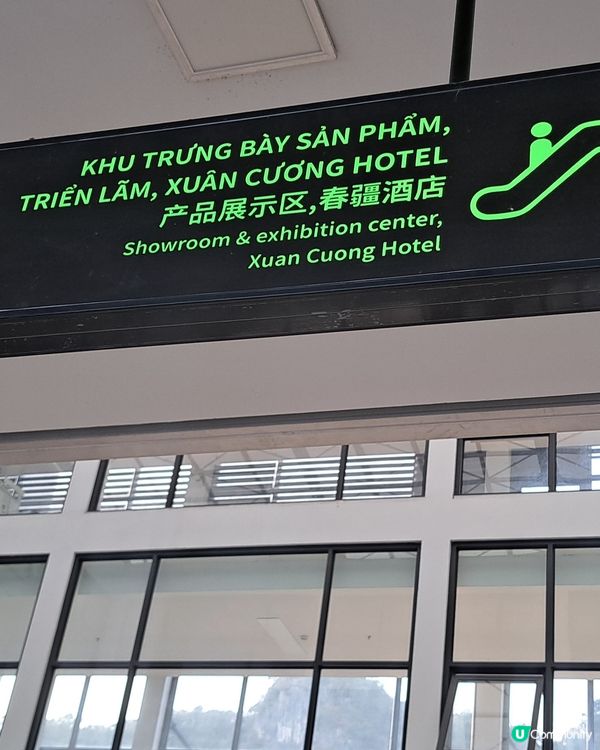 KHU TRƯNG BÀY SẢN PHẨM,
TRIỂN LÃM, XUÂN CƯƠNG HOTEL
产品展示区,春疆酒店
Showroom & exhibition center,
Xuan Cuong Hotel
U Community